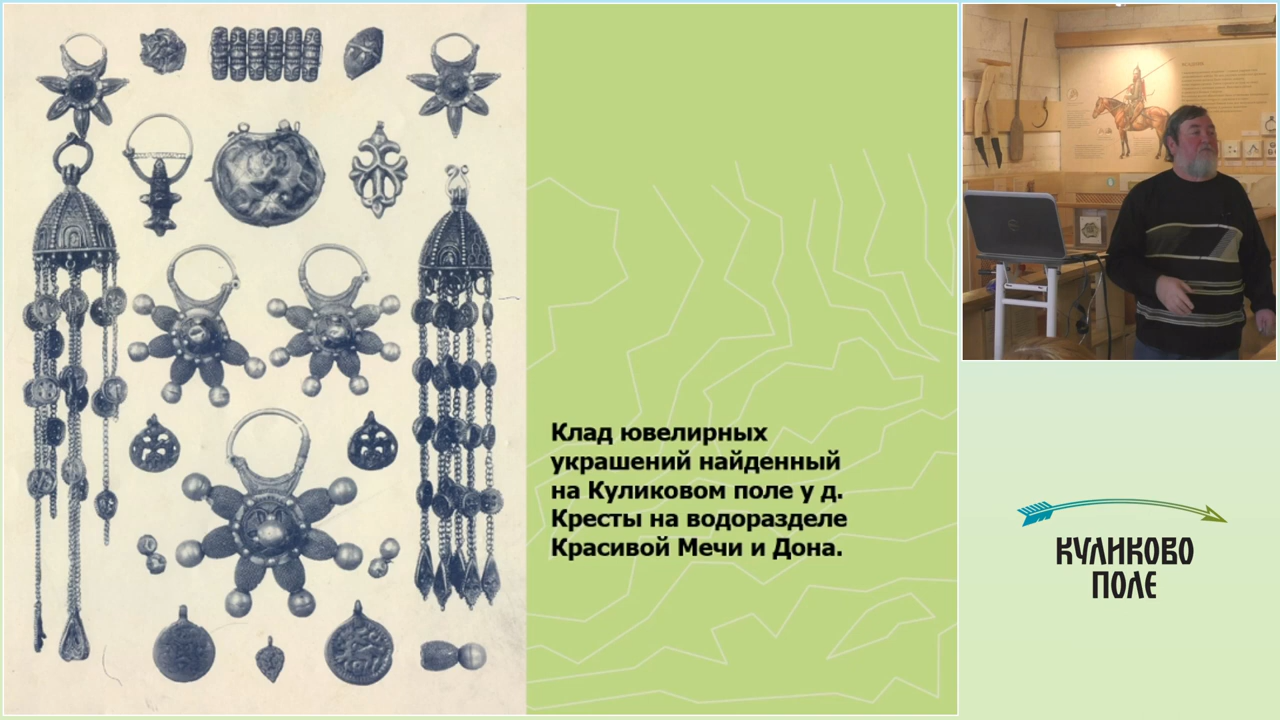 Клад ювелирных
украшений найденный
на Куликовом поле у д.
Кресты на водоразделе
Красивой Мечи и Дона.
КУЛИКОВО
ПОЛЕ